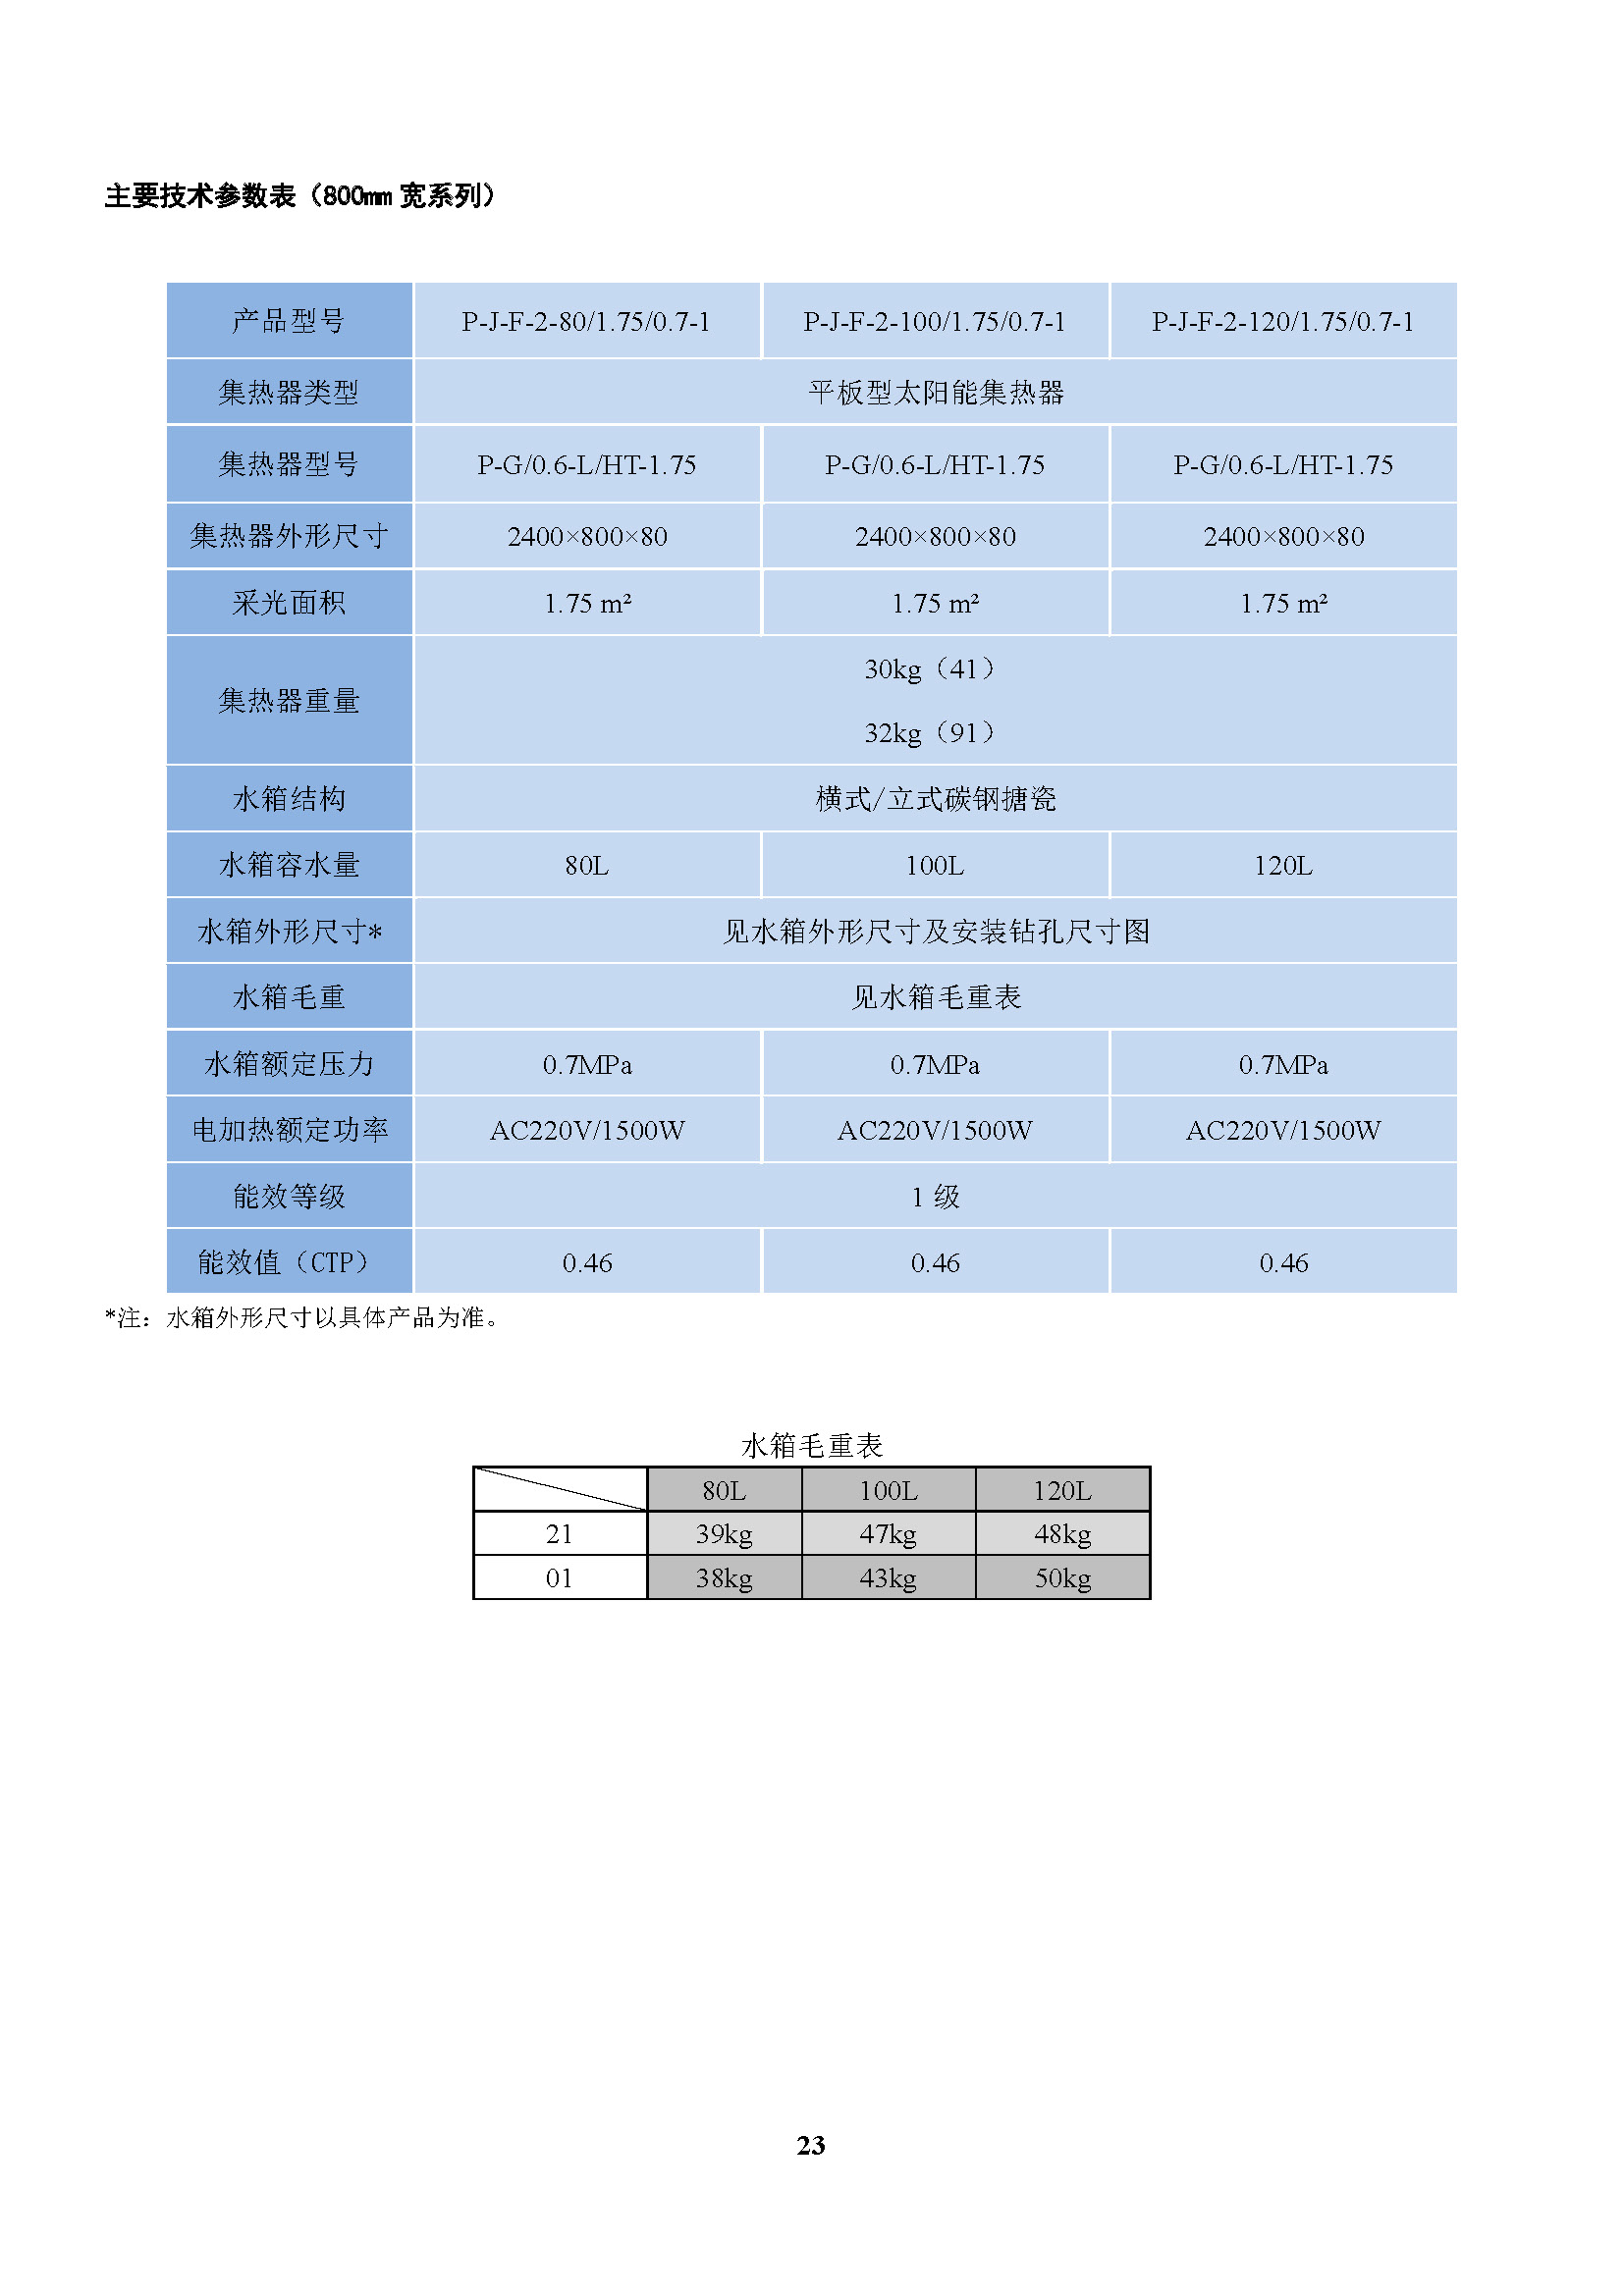 主要技术参数表（800mm 宽系列）
产品型号 P-J-F-2-80/1.75/0.7-1 P-J-F-2-100/1.75/0.7-1 P-J-F-2-120/1.75/0.7-1
集热器类型 平板型太阳能集热器
集热器型号 P-G/0.6-L/HT-1.75 P-G/0.6-L/HT-1.75 P-G/0.6-L/HT-1.75
集热器外形尺寸 2400×800×80 2400×800×80 2400×800×80
采光面积 1.75 m² 1.75 m² 1.75 m²
集热器重量 30kg（41）
32kg（91）
水箱结构 横式/立式碳钢搪瓷
水箱容水量 80L 100L 120L
水箱外形尺寸* 见水箱外形尺寸及安装钻孔尺寸图
水箱毛重 见水箱毛重表
水箱额定压力 0.7MPa 0.7MPa 0.7MPa
电加热额定功率 AC220V/1500W AC220V/1500W AC220V/1500W
能效等级 1 级
能效值（CTP） 0.46 0.46 0.46
*注：水箱外形尺寸以具体产品为准。
水箱毛重表
80L 100L 120L
21 39kg 47kg 48kg
01 38kg 43kg 50kg
23